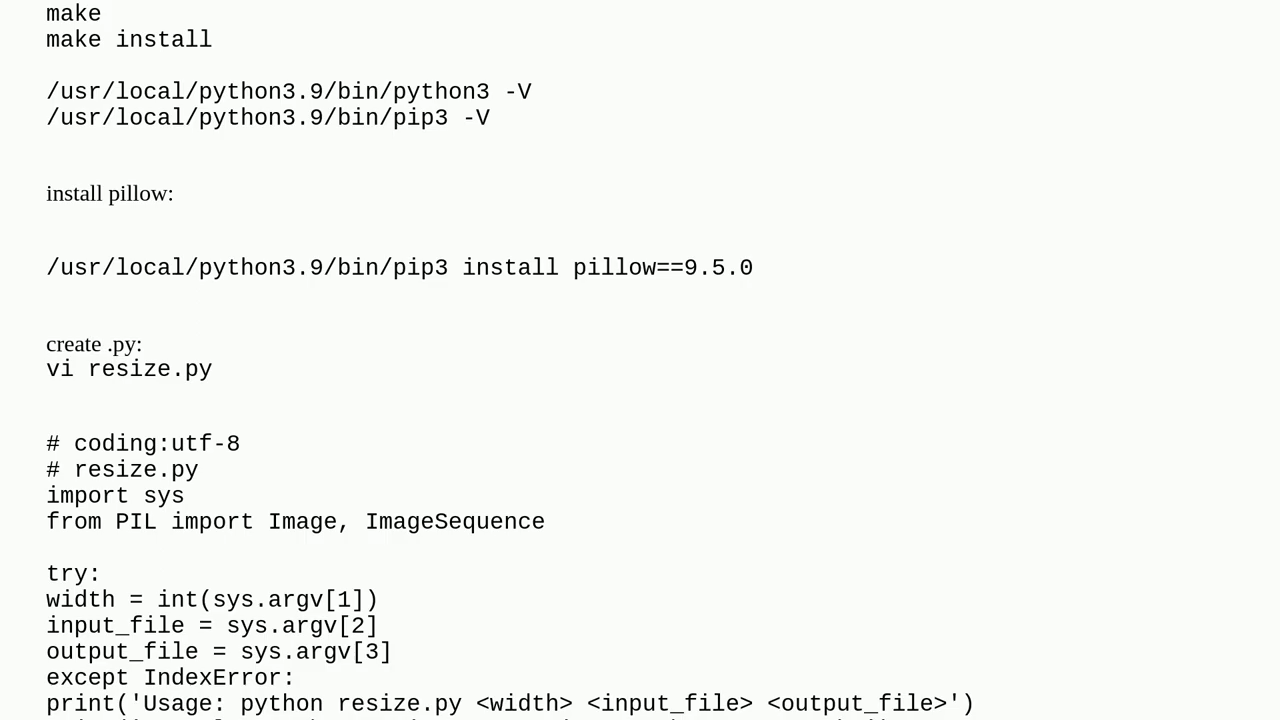 make
make install
/usr/local/python3.9/bin/python3 -V
/usr/local/python3.9/bin/pip3 -V
install pillow:
/usr/local/python3.9/bin/pip3 install pillow==9.5.0
create .py:
vi resize.py
# coding:utf-8
# resize.py
import sys
from PIL import Image, ImageSequence
try:
width = int(sys.argv[1])
input_file = sys.argv[2]
output_file = sys.argv[3]
except IndexError:
print('Usage: python resize.py <width> <input_file> <output_file>')